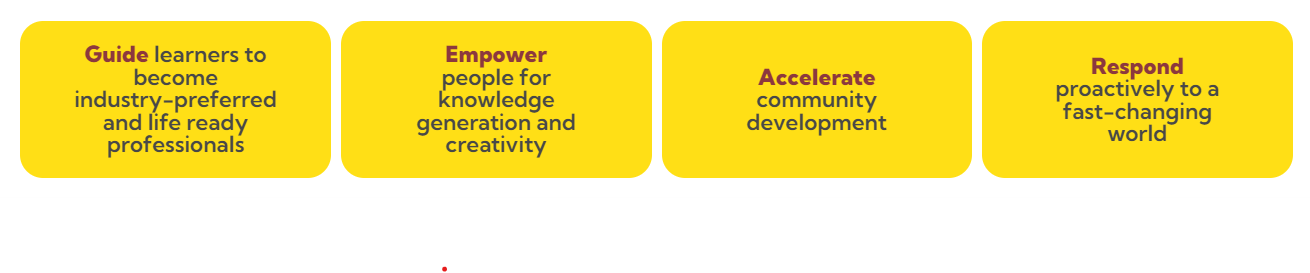 Guide learners to
become
industry-preferred
and life ready
professionals
Empower
people for
knowledge
generation and
creativity
Accelerate
community
development
Respond
proactively to a
fast-changing
world